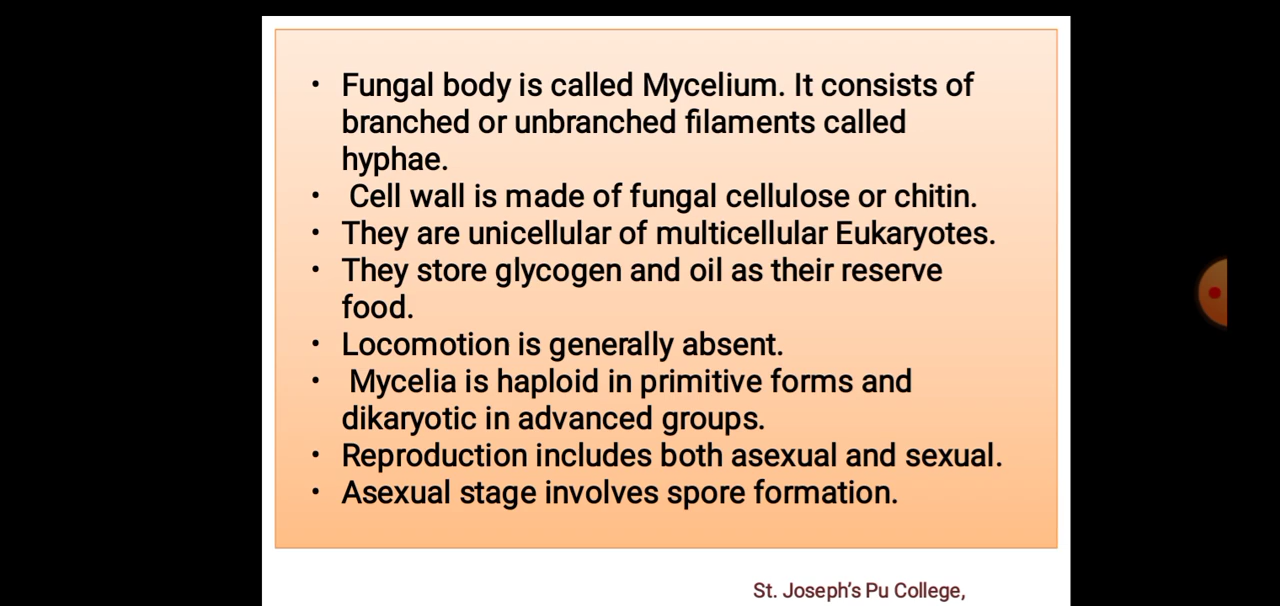 • Fungal body is called Mycelium. It consists of
branched or unbranched filaments called
hyphae.
• Cell wall is made of fungal cellulose or chitin.
• They are unicellular of multicellular Eukaryotes.
• They store glycogen and oil as their reserve
food.
• Locomotion is generally absent.
• Mycelia is haploid in primitive forms and
dikaryotic in advanced groups.
• Reproduction includes both asexual and sexual.
• Asexual stage involves spore formation.
St. Joseph’s Pu College,